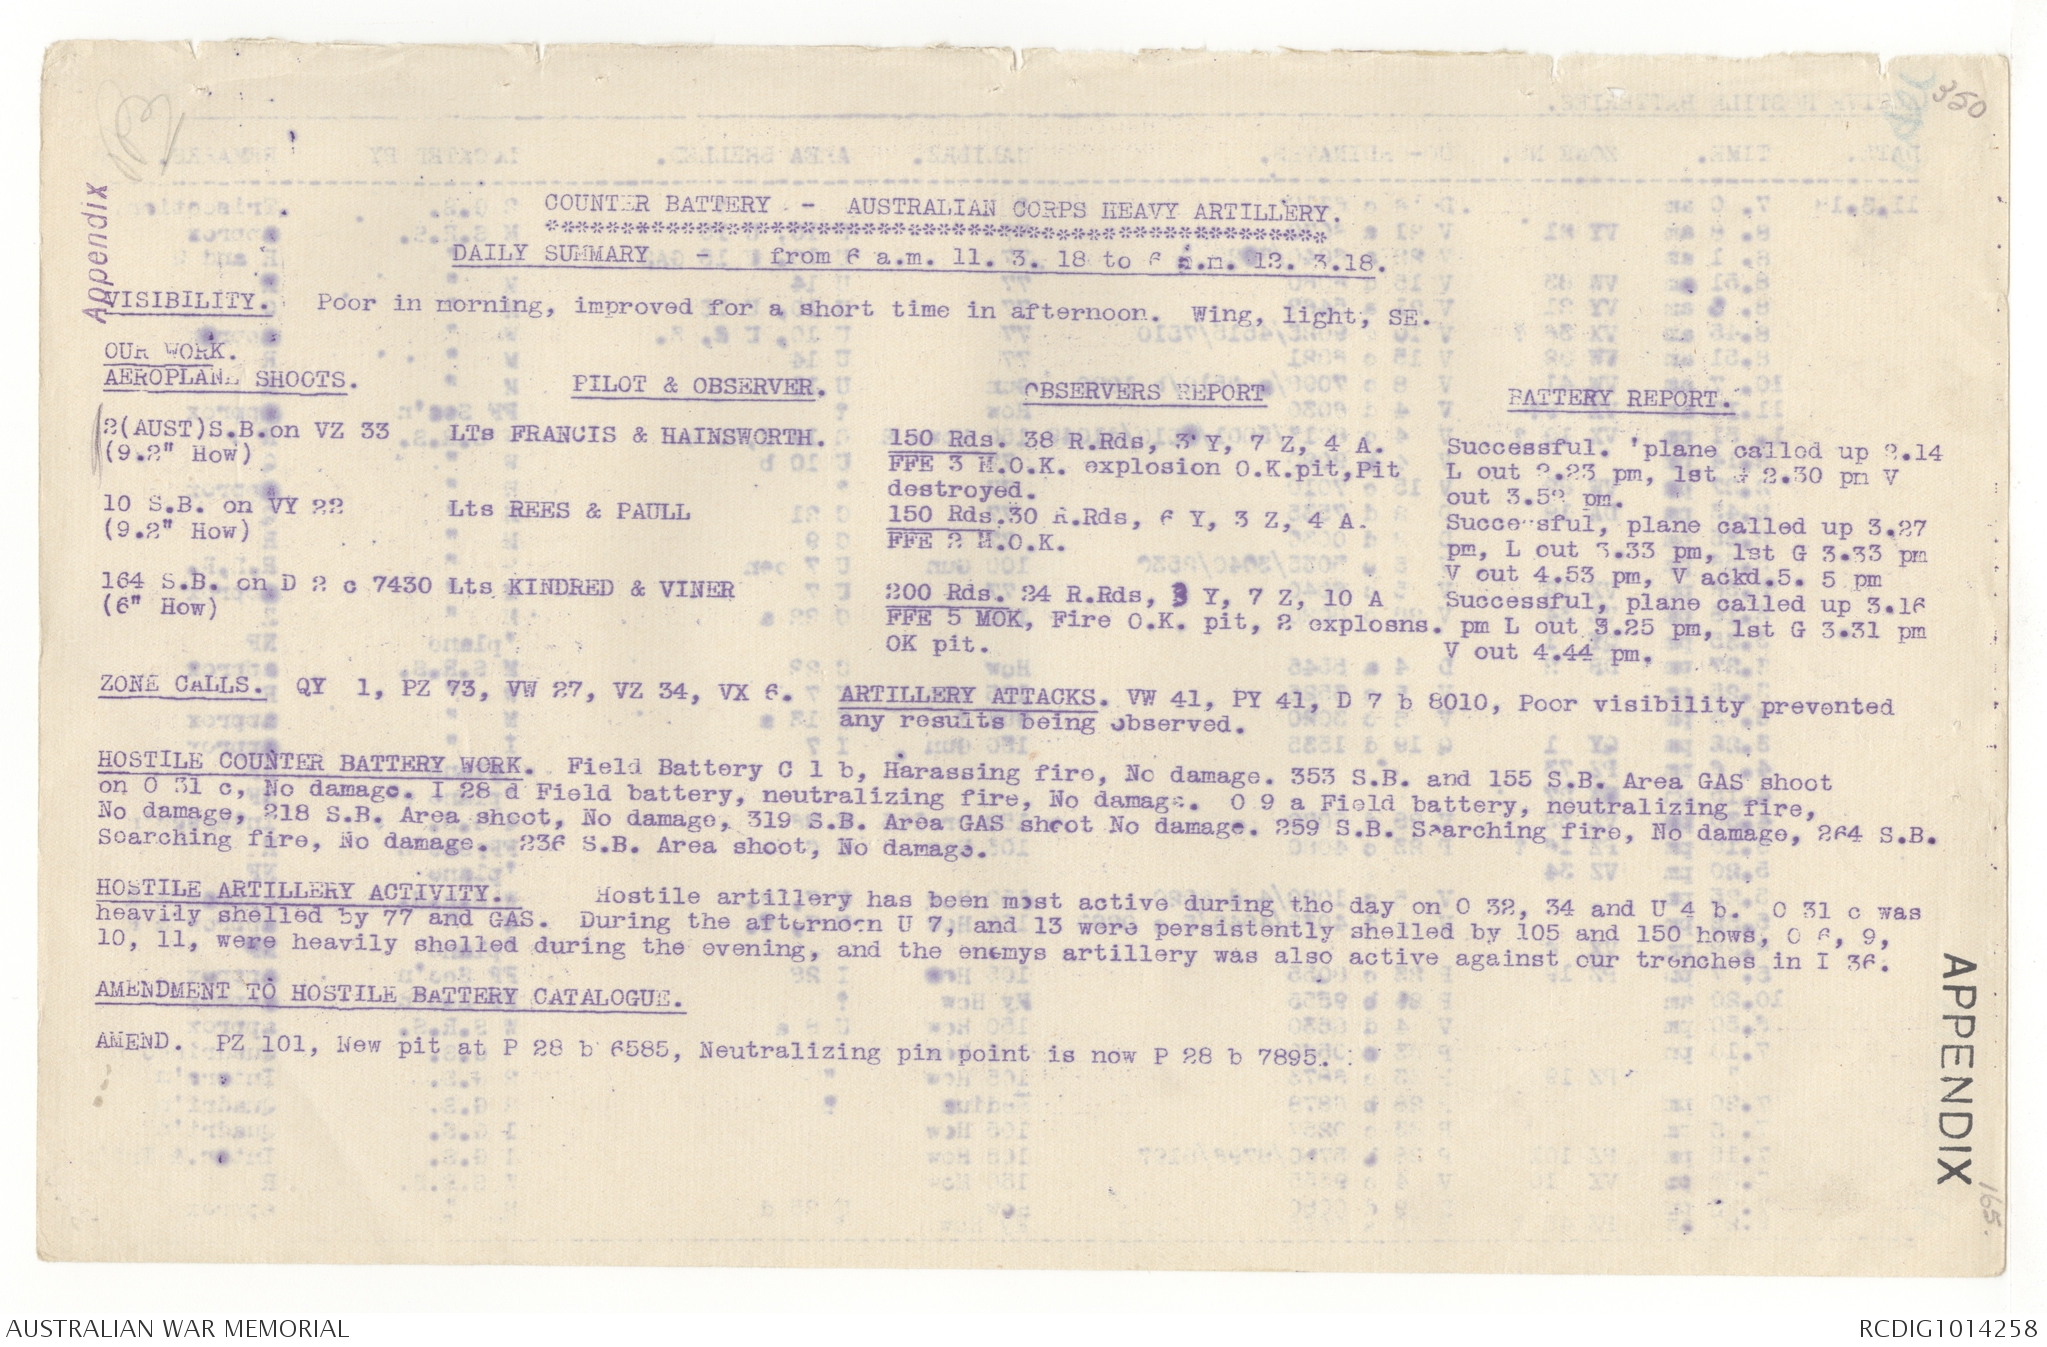 350
Appendix
COUNTER BATTERY - AUSTRALIAN CORPS HEAVY ARTILLERY.
****************************************************
DAILY SUMMARY - from 6 a.m. 11. 3. 18 to 6 a.m. 12. 3.18.
VISIBILITY. Poor in morning, improved for a short time in afternoon. Wing, light, SE.
OUR WORK.
AEROPLANE SHOOTS. PILOT & OBSERVER. OBSERVERS REPORT BATTERY REPORT.
2(AUST)S.B.on VZ 33 LTs FRANCIS & HAINSWORTH. 150 Rds. 38 R.Rds, 3 Y, 7 Z, 4 A. Successful. 'plane called up 2.14
(9.2" How) FFE 3 M.O.K. explosion O.K.pit,Pit L out 2.23 pm, 1st G 2.30 pm V
destroyed. out 3.52 pm.
10 S.B. on VY 22 Lts REES & PAULL 150 Rds.30 R.Rds, 6 Y, 3 Z, 4 A. Successful, plane called up 3.27
(9.2" How) FFE 2 M.O.K. pm, L out 3.33 pm, 1st G 3.33 pm
V out 4.53 pm, V ackd.5. 5 pm
164 S.B. on D 2 c 7430 Lts KINDRED & VINER 200 Rds. 24 R.Rds, 3 Y, 7 Z, 10 A Successful, plane called up 3.16
(6" How) FFE 5 MOK, Fire O.K. pit, 2 explosns. pm L out 3.25 pm, 1st G 3.31 pm
OK pit. V out 4.44 pm.
ZONE CALLS. QY 1, PZ 73, VW 27, VZ 34, VX 6. ARTILLERY ATTACKS. VW 41, PY 41, D 7 b 8010, Poor visibility prevented
any results being observed.
HOSTILE COUNTER BATTERY WORK. Field Battery C 1 b, Harassing fire, No damage. 353 S.B. and 155 S.B. Area GAS shoot
on O 31 c, No damage. I 28 d Field battery, neutralizing fire, No damage. O 9 a Field battery, neutralizing fire,
No damage, 218 S.B. Area shoot, No damage, 319 S.B. Area GAS shoot No damage. 259 S.B. Searching fire, No damage, 264 S.B.
Searching fire, No damage. 236 S.B. Area shoot, No damage.
HOSTILE ARTILLERY ACTIVITY. Hostile artillery has been most active during the day on O 32, 34 and U 4 b. O 31 c was
heavily shelled by 77 and GAS. During the afternoon U 7, and 13 were persistently shelled by 105 and 150 hows, O 6, 9,
10, 11, were heavily shelled during the evening, and the enemys artillery was also active against our trenches in I 36.
AMENDMENT TO HOSTILE BATTERY CATALOGUE.
AMEND. PZ 101, New pit at P 28 b 6585, Neutralizing pin point is now P 28 b 7895.
APPENDIX
165.
AUSTRALIAN WAR MEMORIAL
RCDIG1014258